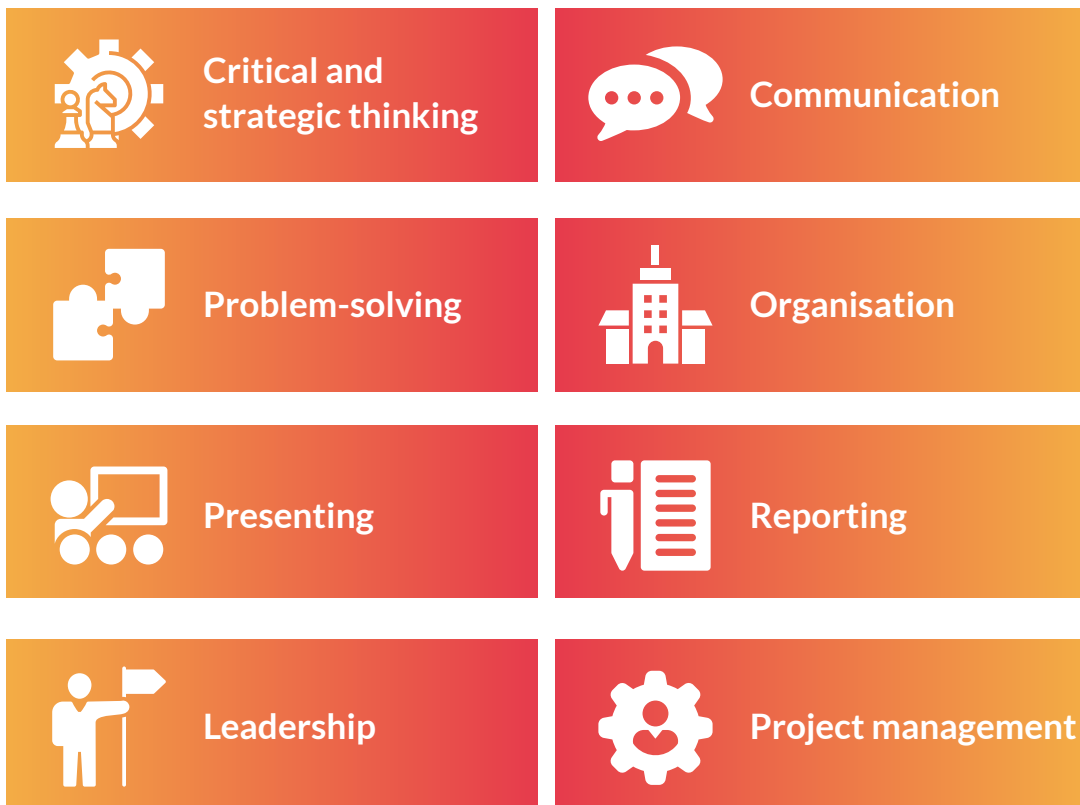 Critical and
strategic thinking
Communication
Problem-solving
Organisation
Presenting
Reporting
Leadership
Project management